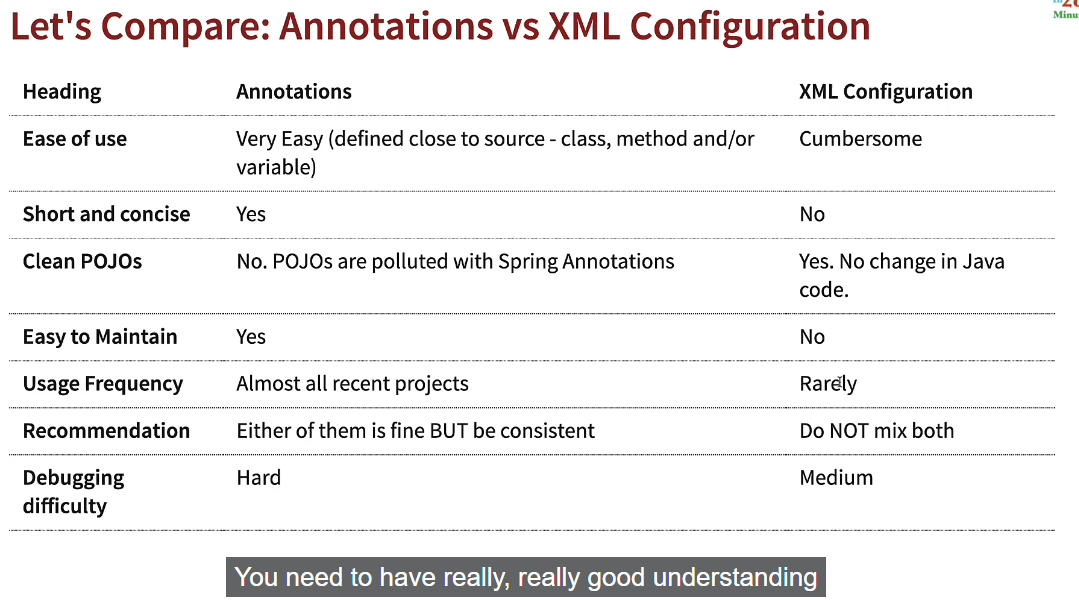 Let's Compare: Annotations vs XML Configuration
Minu
Heading Annotations XML Configuration
Ease of use Very Easy (defined close to source - class, method and/or Cumbersome
variable)
Short and concise Yes No
Clean POJOs No. POJOs are polluted with Spring Annotations Yes. No change in Java
code.
Easy to Maintain Yes No
Usage Frequency Almost all recent projects Rarely
Recommendation Either of them is fine BUT be consistent Do NOT mix both
Debugging Hard Medium
difficulty
You need to have really, really good understanding